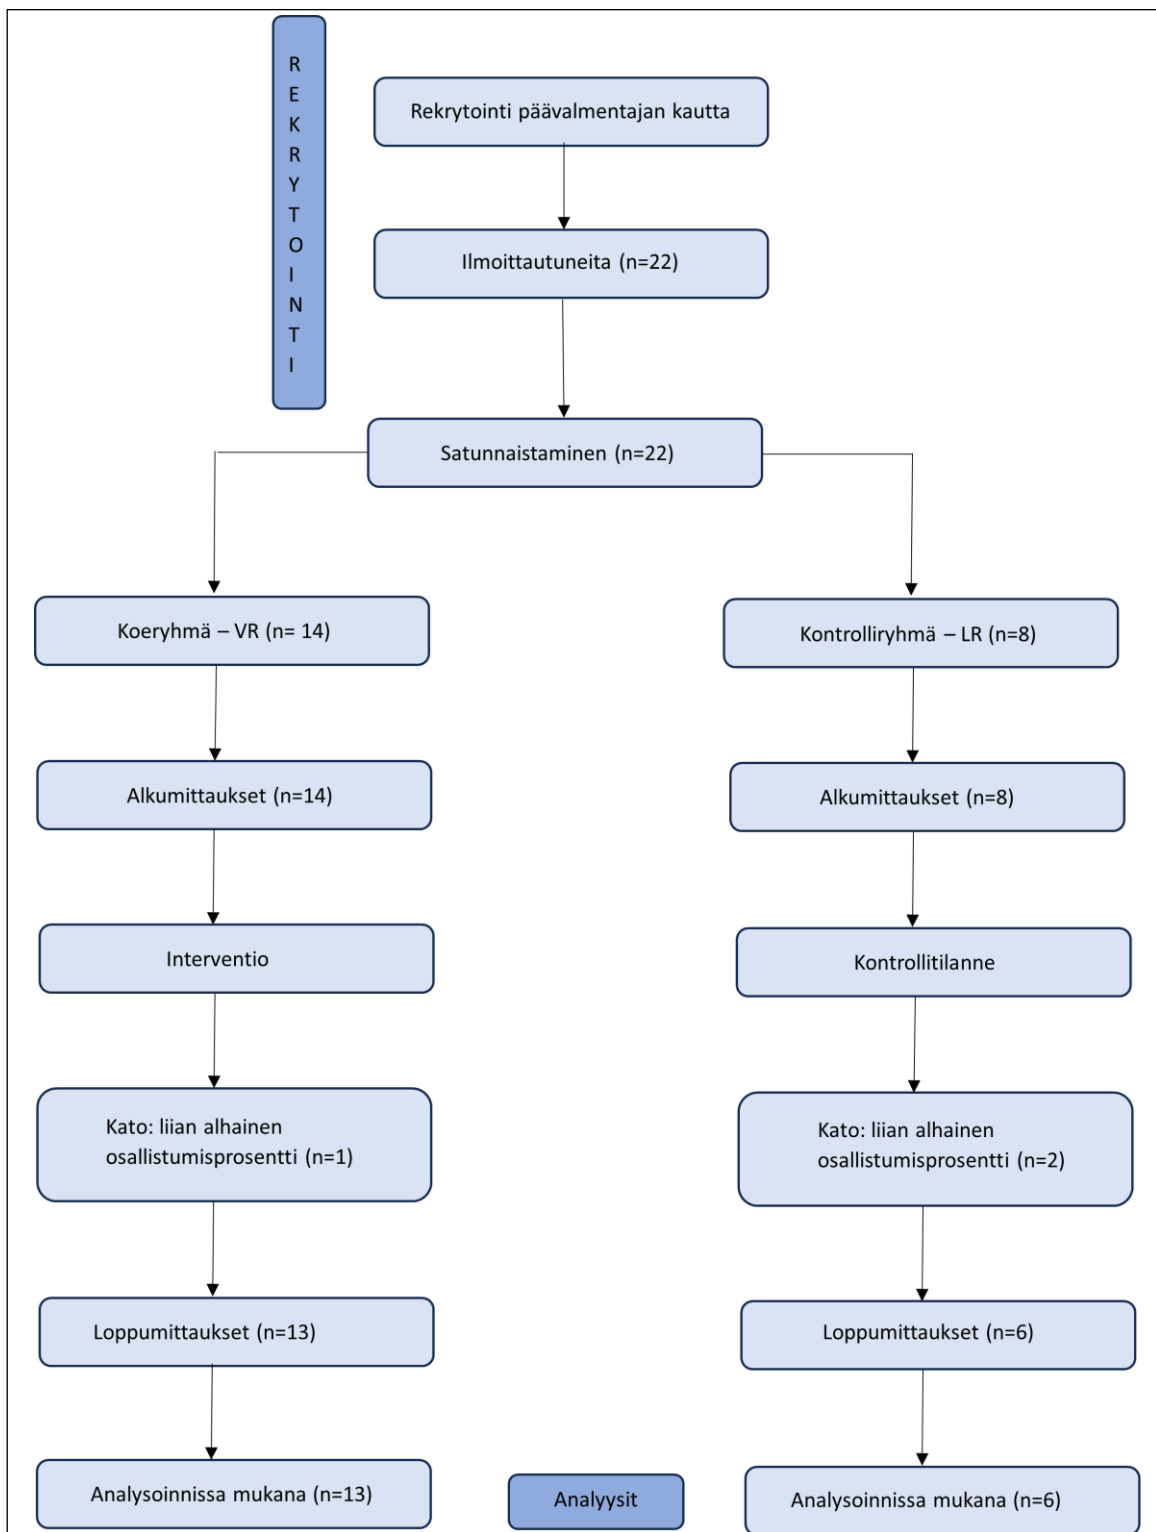 REKRYTOINTI
Rekrytointi päävalmentajan kautta
Ilmoittautuneita (n=22)
Satunnaistaminen (n=22)
Koeryhmä – VR (n= 14)
Kontrolliryhmä – LR (n=8)
Alkumittaukset (n=14)
Alkumittaukset (n=8)
Interventio
Kontrollitilanne
Kato: liian alhainen
osallistumisprosentti (n=1)
Kato: liian alhainen
osallistumisprosentti (n=2)
Loppumittaukset (n=13)
Loppumittaukset (n=6)
Analysoinnissa mukana (n=13)
Analyysit
Analysoinnissa mukana (n=6)